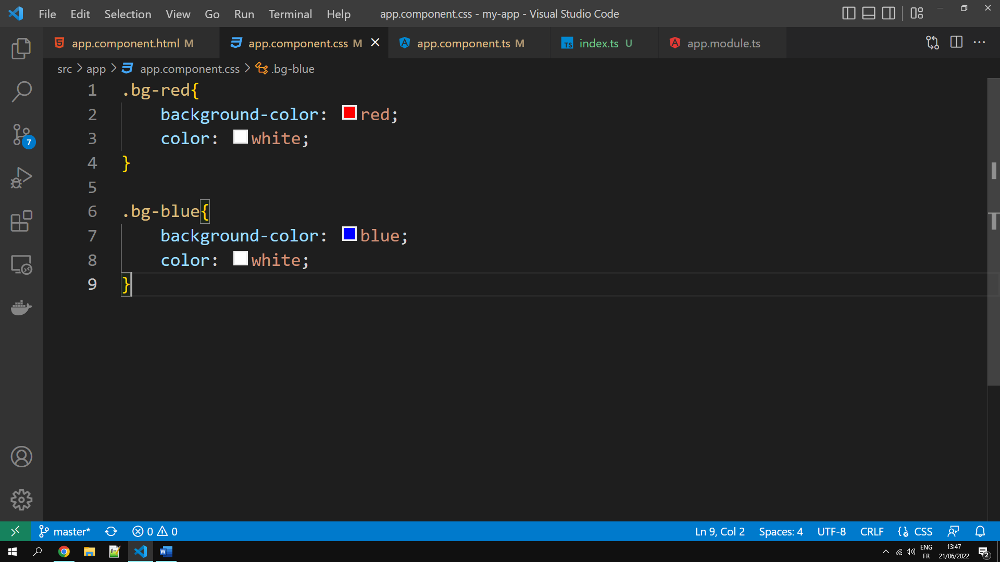 File Edit Selection View Go Run Terminal Help app.component.css - my-app - Visual Studio Code
app.component.html M app.component.css M app.component.ts M TS index.ts U app.module.ts
src > app > app.component.css > .bg-blue
1 .bg-red{
2 background-color: red;
3 color: white;
4 }
5
6 .bg-blue{
7 background-color: blue;
8 color: white;
9 }
7
master* 0 0 Ln 9, Col 2 Spaces: 4 UTF-8 CRLF CSS
ENG 13:47
FR 21/06/2022 2